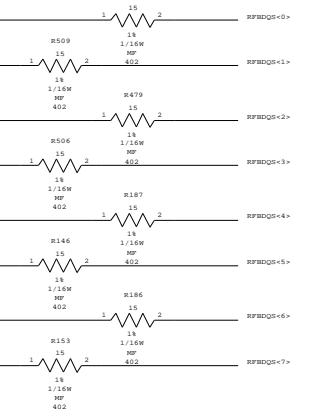 15
1 2 RFBDQS<0>
1%
1/16W
MF
402
R509
15
1 2 RFBDQS<1>
1%
1/16W
MF
402
R479
15
1 2 RFBDQS<2>
1%
1/16W
MF
402
R506
15
1 2 RFBDQS<3>
1%
1/16W
MF
402
R187
15
1 2 RFBDQS<4>
1%
1/16W
MF
402
R146
15
1 2 RFBDQS<5>
1%
1/16W
MF
402
R186
15
1 2 RFBDQS<6>
1%
1/16W
MF
402
R153
15
1 2 RFBDQS<7>
1%
1/16W
MF
402